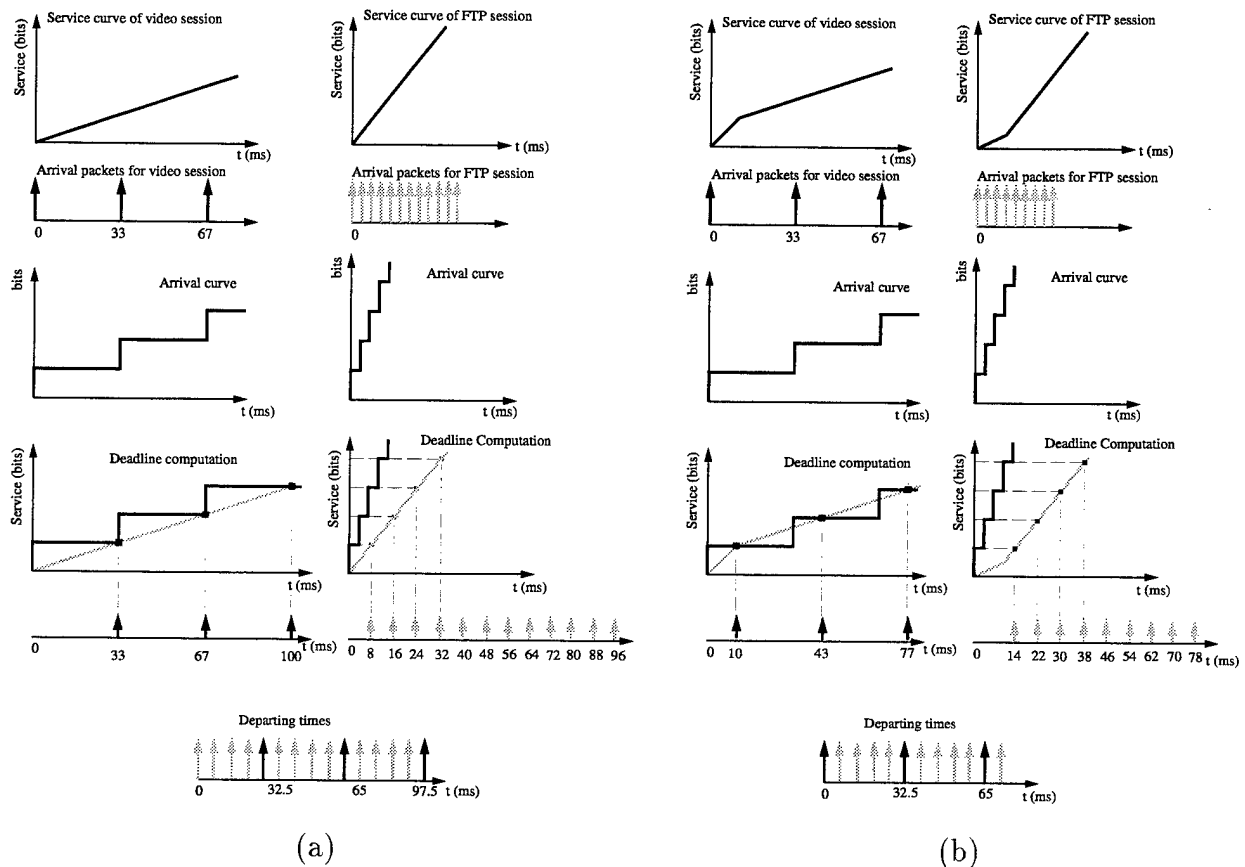 Service curve of video session
Service (bits)
t (ms)
Service curve of FTP session
Service (bits)
t (ms)
Arrival packets for video session
0 33 67
Arrival packets for FTP session
0
bits
Arrival curve
t (ms)
Arrival curve
t (ms)
Service (bits)
Deadline computation
t (ms)
Deadline Computation
t (ms)
0 33 67 100 t (ms)
0 8 16 24 32 40 48 56 64 72 80 88 96 t (ms)
Departing times
0 32.5 65 97.5 t (ms)
(a)
Service curve of video session
Service (bits)
t (ms)
Service curve of FTP session
Service (bits)
t (ms)
Arrival packets for video session
0 33 67
Arrival packets for FTP session
0
bits
Arrival curve
t (ms)
Arrival curve
t (ms)
Service (bits)
Deadline computation
t (ms)
Service (bits)
Deadline Computation
t (ms)
0 10 43 77
0 14 22 30 38 46 54 62 70 78 t (ms)
Departing times
0 32.5 65 t (ms)
(b)